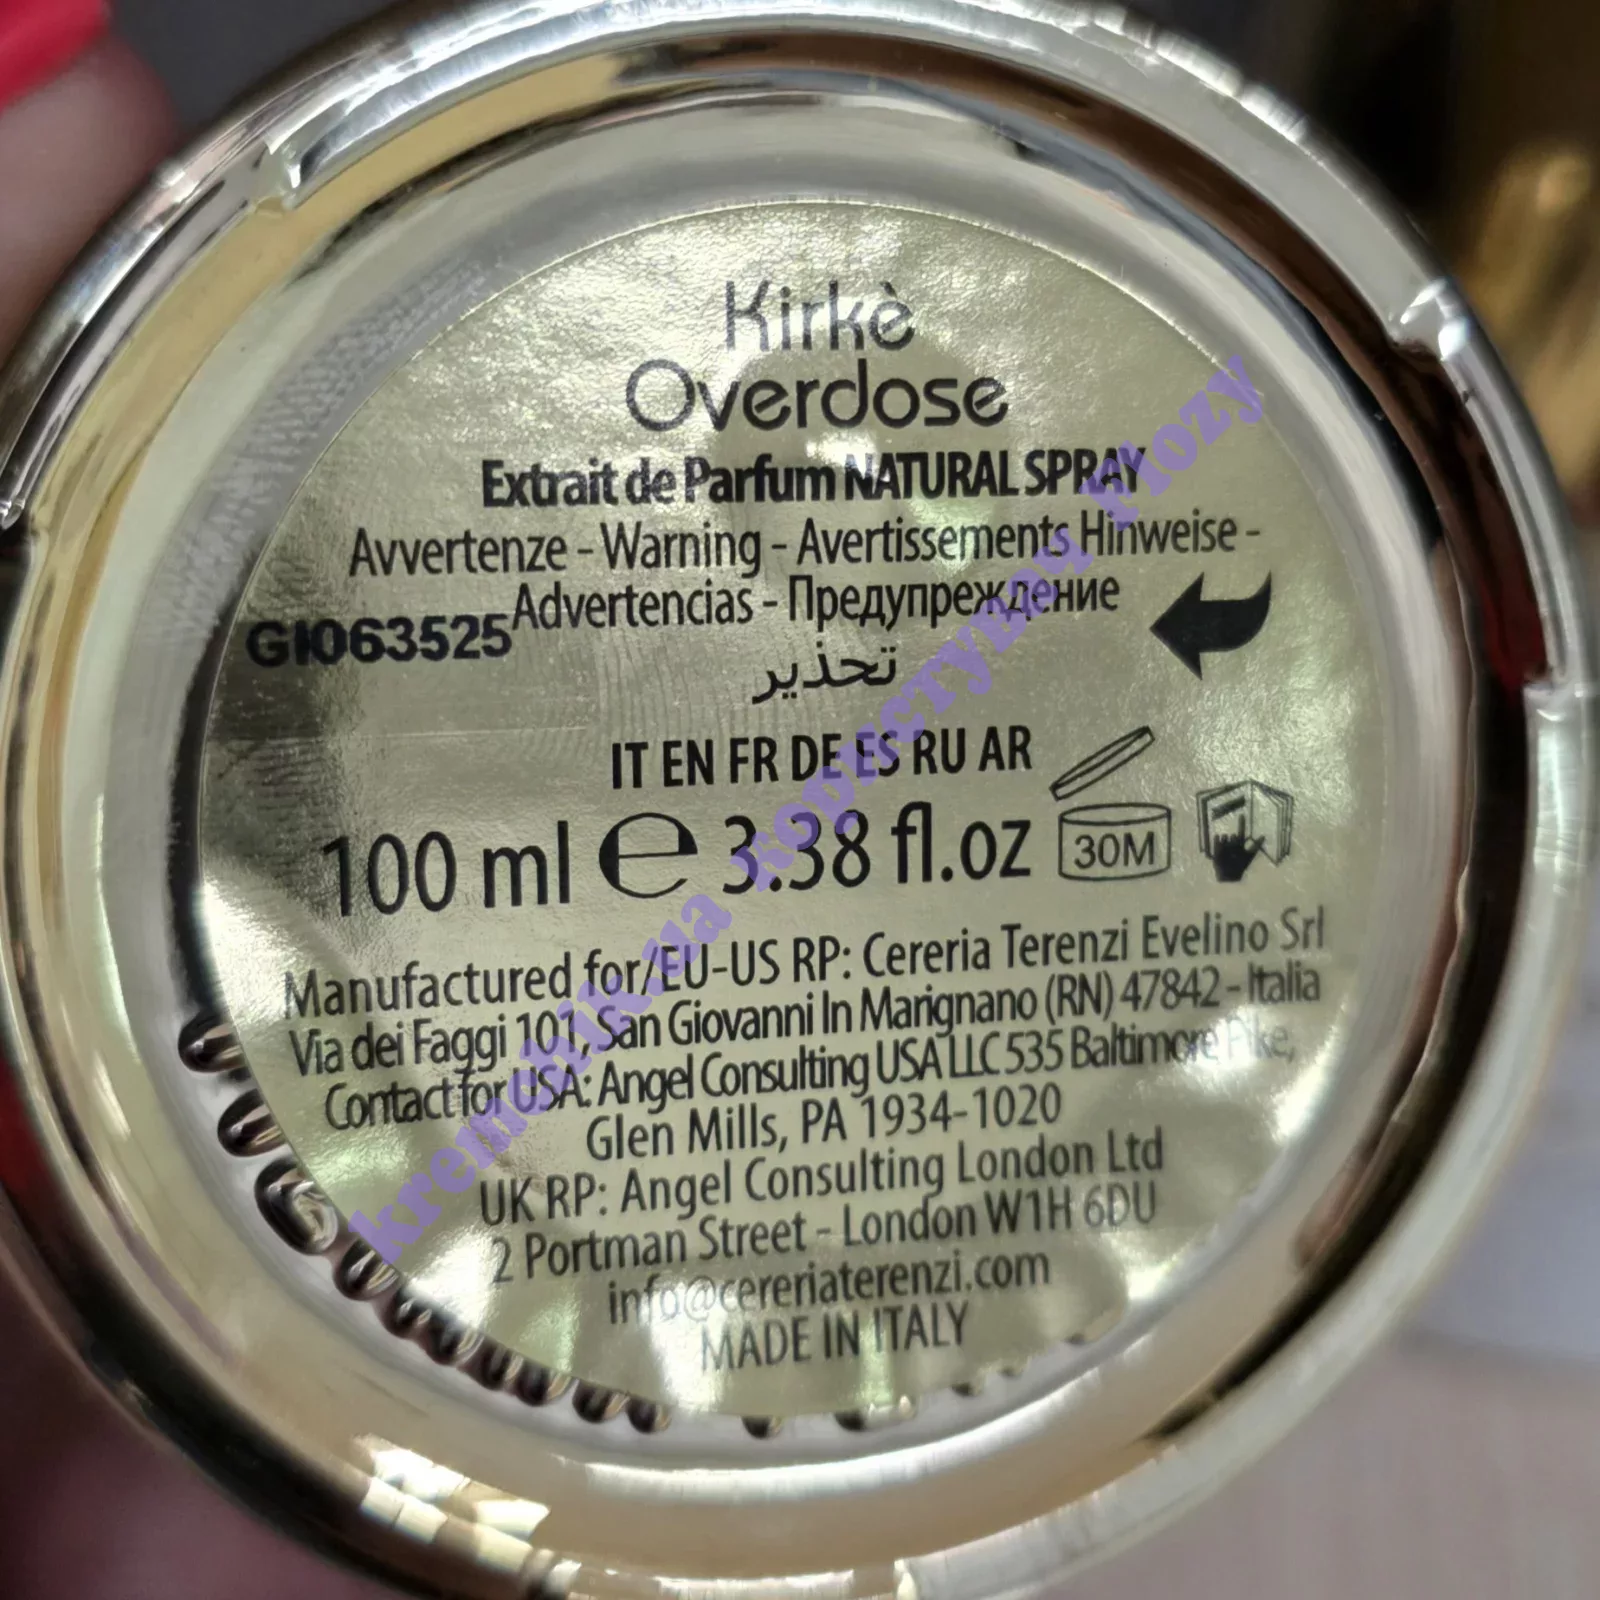 Kirkè
Overdose
Extrait de Parfum NATURAL SPRAY
Avvertenze - Warning - Avertissements Hinweise -
Advertencias - Предупреждение
GI063525
تحذير
IT EN FR DE ES RU AR
100 ml e 3.38 fl.oz
30M
Manufactured for/EU-US RP: Cereria Terenzi Evelino Srl
Via dei Faggi 101, San Giovanni In Marignano (RN) 47842 - Italia
Contact for USA: Angel Consulting USA LLC 535 Baltimore Pike,
Glen Mills, PA 1934-1020
UK RP: Angel Consulting London Ltd
2 Portman Street - London W1H 6DU
info@cereriaterenzi.com
MADE IN ITALY